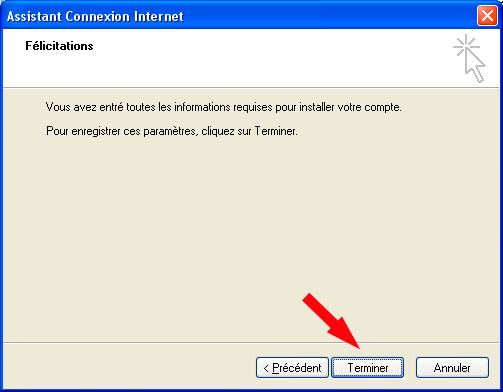 Assistant Connexion Internet
Félicitations
Vous avez entré toutes les informations requises pour installer votre compte.
Pour enregistrer ces paramètres, cliquez sur Terminer.
< Précédent Terminer Annuler